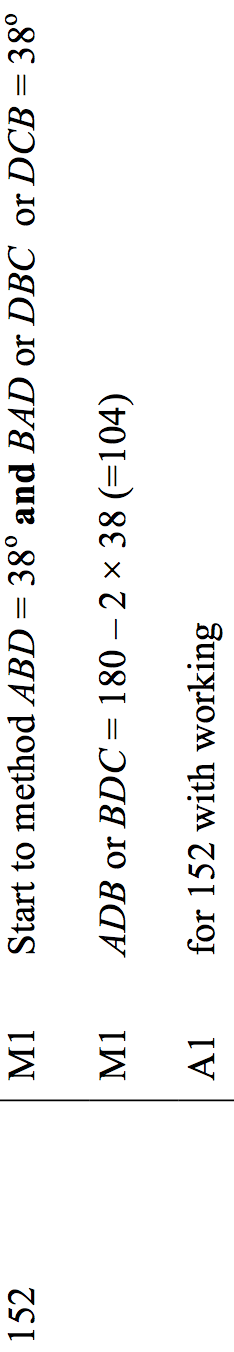 152 M1 Start to method ABD = 38° and BAD or DBC or DCB = 38°
M1 ADB or BDC = 180 – 2 × 38 (=104)
A1 for 152 with working